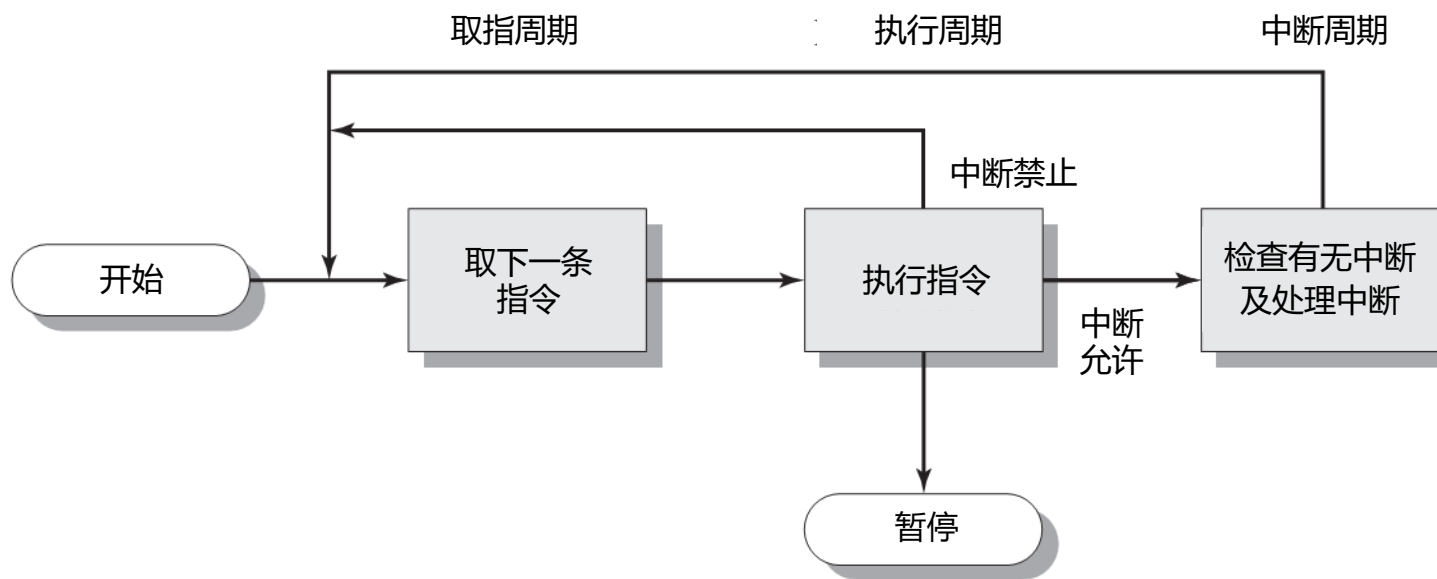 取指周期
执行周期
中断周期
中断禁止
开始
取下一条
指令
执行指令
检查有无中断
及处理中断
中断
允许
暂停